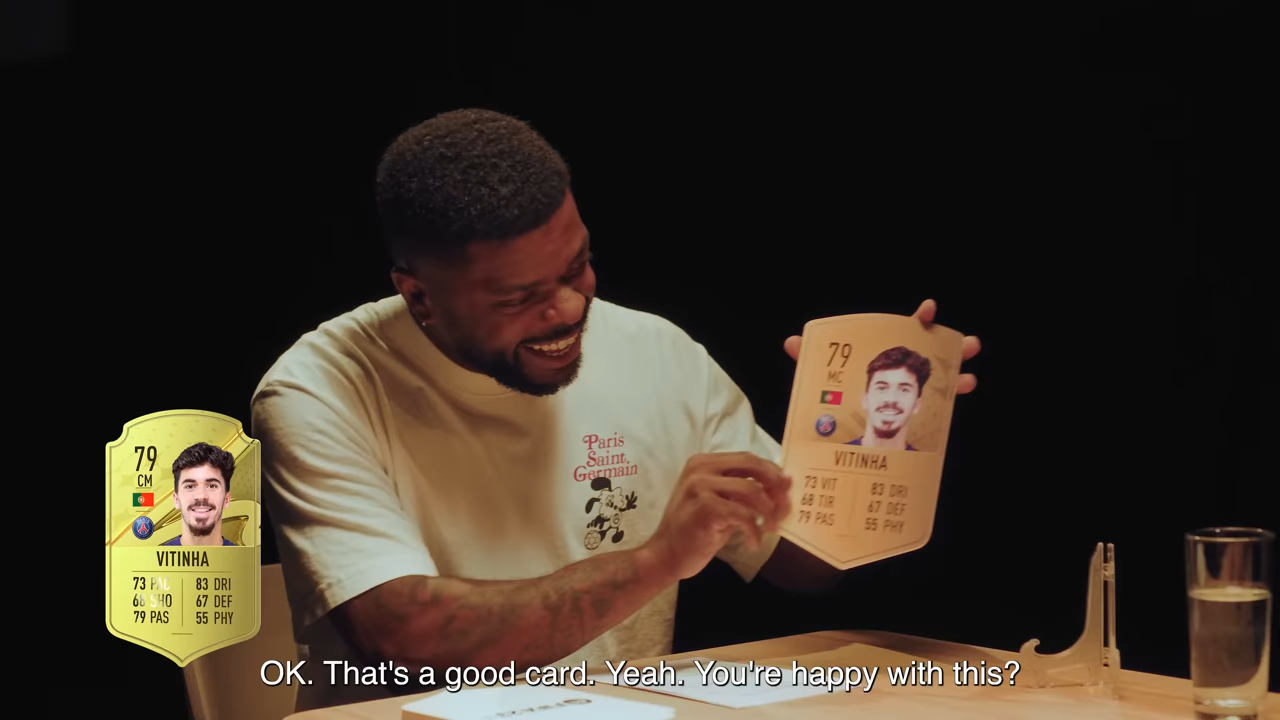 79
MC
VITINHA
73 VIT
83 DRI
68 TIR
67 DEF
79 PAS
55 PHY
Paris
Saint,
Germain
79
CM
VITINHA
73 PAC
83 DRI
68 SHO
67 DEF
79 PAS
55 PHY
OK. That's a good card. Yeah. You're happy with this?
FIFA 23